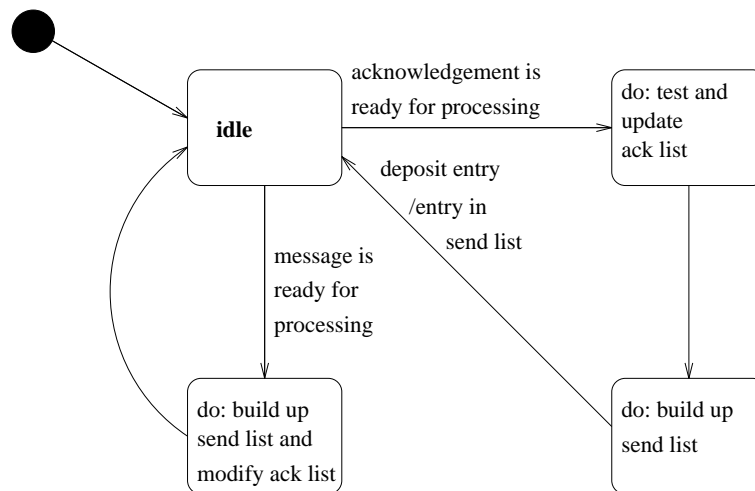 acknowledgement is
ready for processing
do: test and
update
ack list
idle
deposit entry
/entry in
send list
message is
ready for
processing
do: build up
send list and
modify ack list
do: build up
send list